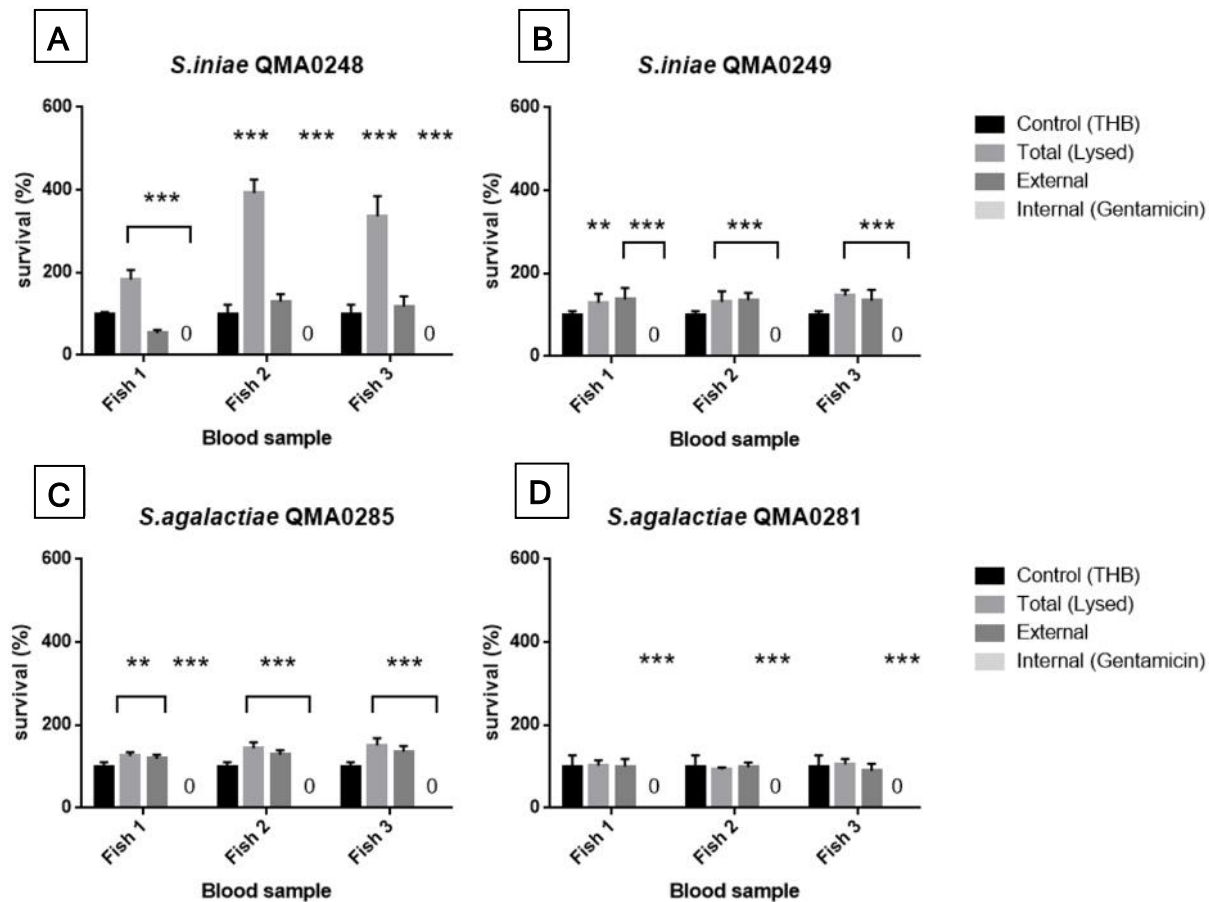 A
S.iniae QMA0248
600
400
200
0
survival (%)
*** *** *** ***
***
0 0 0
Fish 1 Fish 2 Fish 3
Blood sample
B
S.iniae QMA0249
600
400
200
0
survival (%)
** *** *** ***
0 0 0
Fish 1 Fish 2 Fish 3
Blood sample
Control (THB)
Total (Lysed)
External
Internal (Gentamicin)
C
S.agalactiae QMA0285
600
400
200
0
survival (%)
** *** *** ***
0 0 0
Fish 1 Fish 2 Fish 3
Blood sample
D
S.agalactiae QMA0281
600
400
200
0
survival (%)
*** *** ***
0 0 0
Fish 1 Fish 2 Fish 3
Blood sample
Control (THB)
Total (Lysed)
External
Internal (Gentamicin)